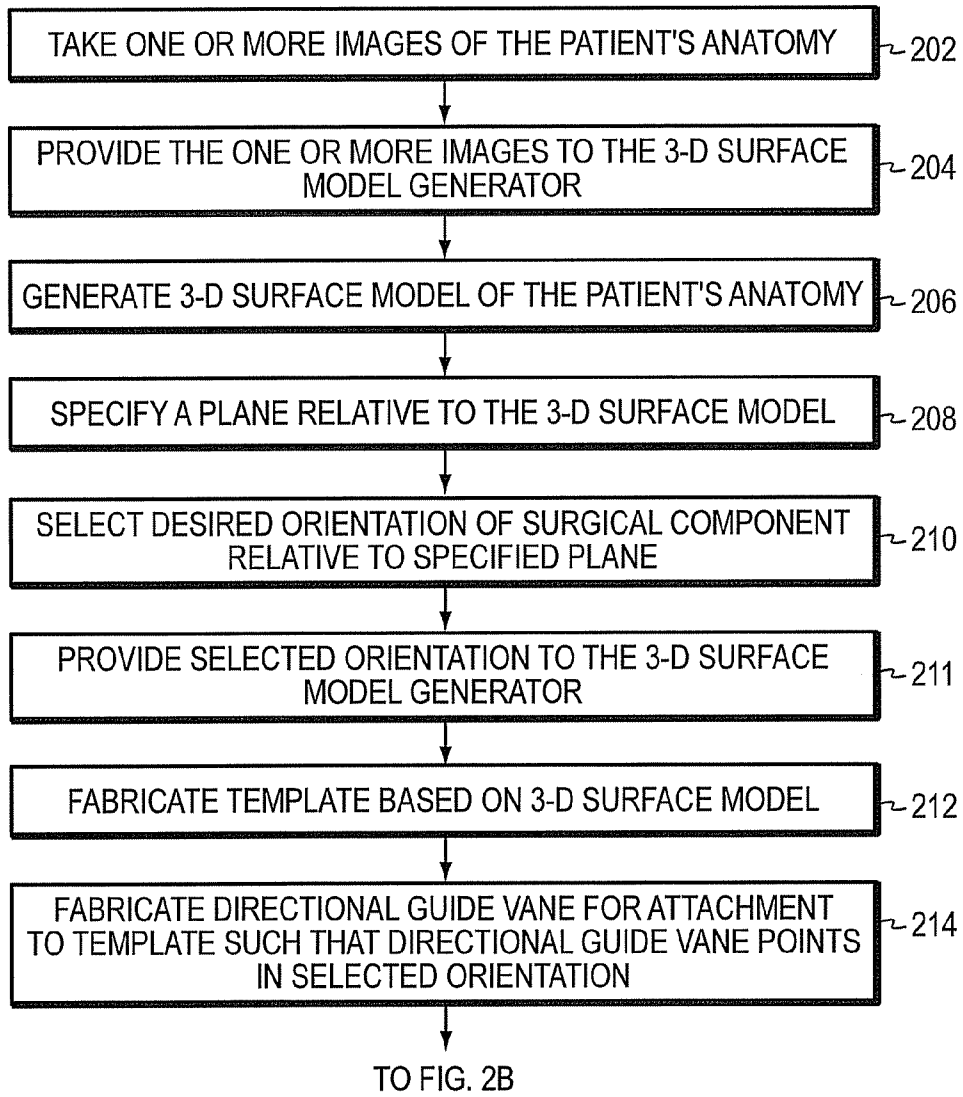 TAKE ONE OR MORE IMAGES OF THE PATIENT'S ANATOMY
202
PROVIDE THE ONE OR MORE IMAGES TO THE 3-D SURFACE
MODEL GENERATOR
204
GENERATE 3-D SURFACE MODEL OF THE PATIENT'S ANATOMY
206
SPECIFY A PLANE RELATIVE TO THE 3-D SURFACE MODEL
208
SELECT DESIRED ORIENTATION OF SURGICAL COMPONENT
RELATIVE TO SPECIFIED PLANE
210
PROVIDE SELECTED ORIENTATION TO THE 3-D SURFACE
MODEL GENERATOR
211
FABRICATE TEMPLATE BASED ON 3-D SURFACE MODEL
212
FABRICATE DIRECTIONAL GUIDE VANE FOR ATTACHMENT
TO TEMPLATE SUCH THAT DIRECTIONAL GUIDE VANE POINTS
IN SELECTED ORIENTATION
214
TO FIG. 2B